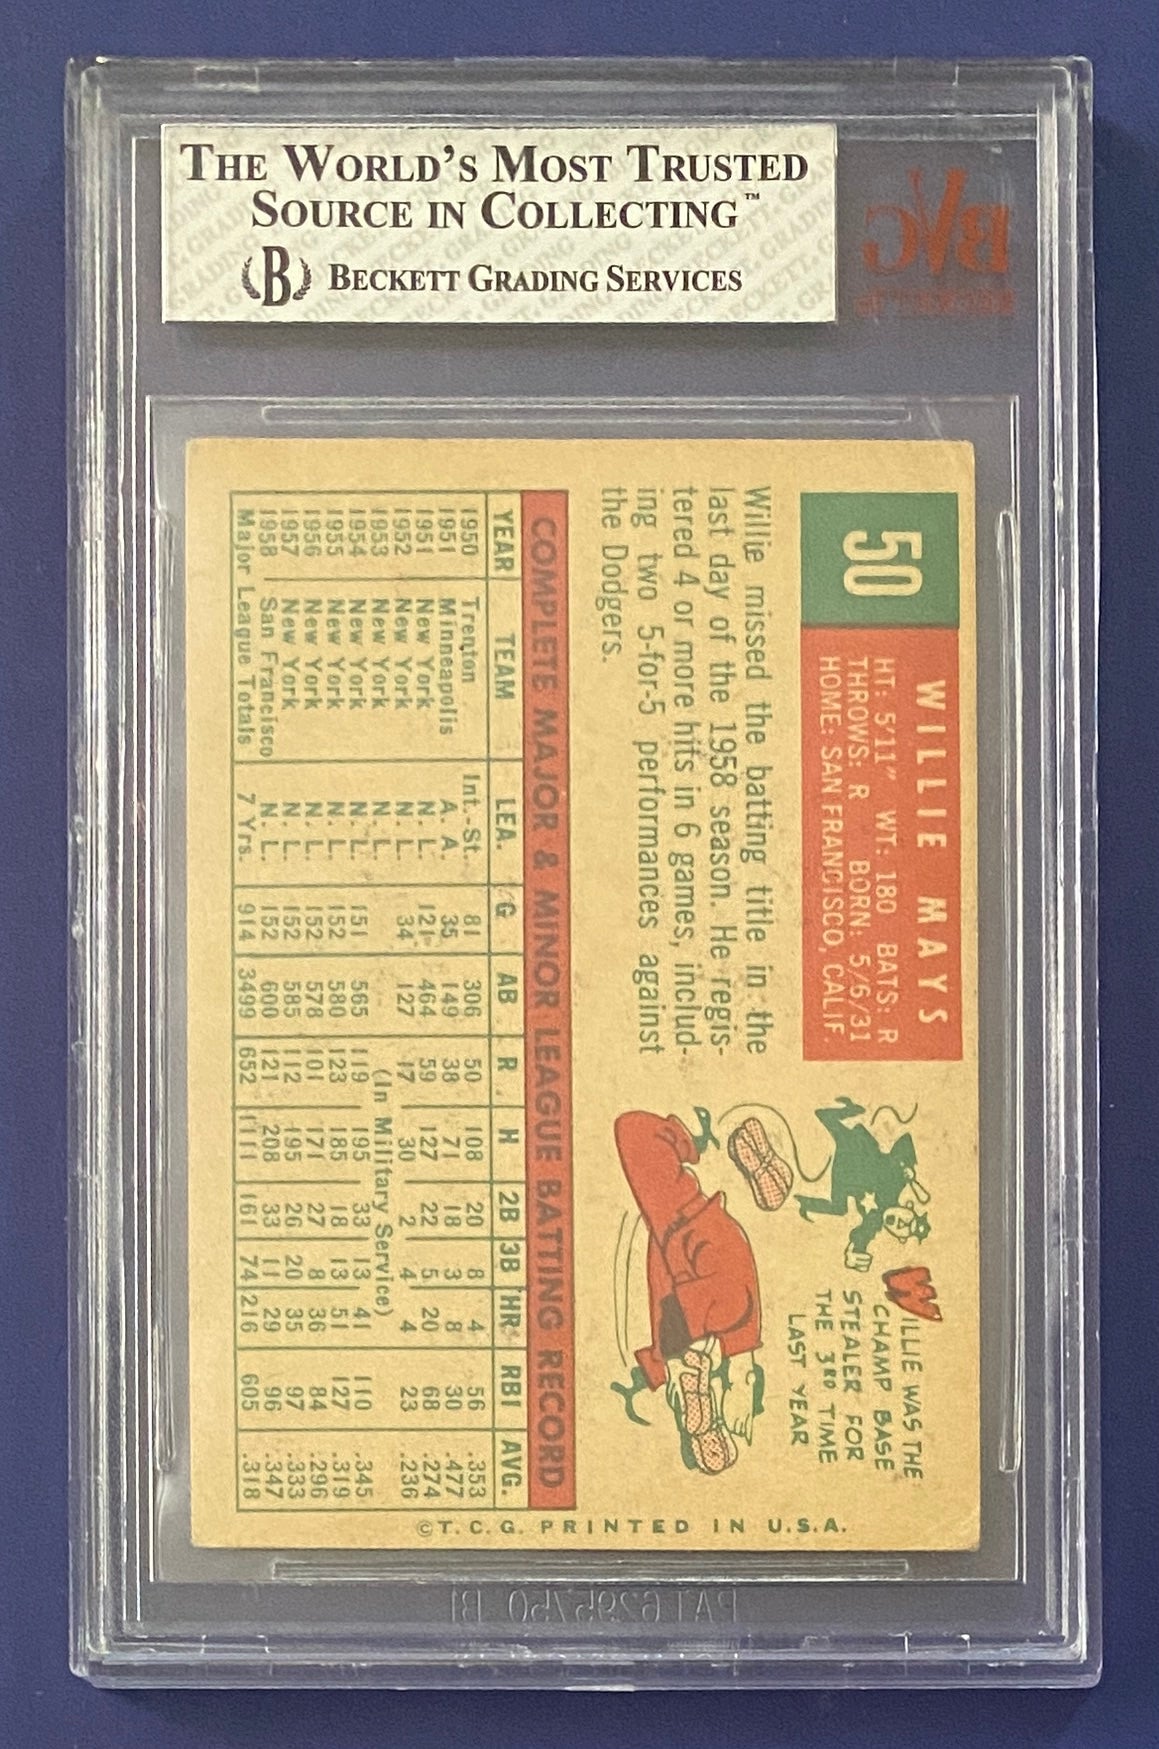 THE WORLD'S MOST TRUSTED
SOURCE IN COLLECTING™
B BECKETT GRADING SERVICES
BVC
50
WILLIE MAYS
HT: 5'11" WT: 180 BATS: R
THROWS: R BORN: 5/6/31
HOME: SAN FRANCISCO, CALIF.
WILLIE WAS THE
CHAMP BASE
STEALER FOR
THE 3RD TIME
LAST YEAR
Willie missed the batting title in the
last day of the 1958 season. He regis-
tered 4 or more hits in 6 games, includ-
ing two 5-for-5 performances against
the Dodgers.
COMPLETE MAJOR & MINOR LEAGUE BATTING RECORD
YEAR TEAM LEA. G AB R H 2B 3B HR RBI AVG.
1950 Trenton Int.-St. 81 306 50 108 20 8 4 56 .353
1951 Minneapolis A. A. 35 149 38 71 18 3 8 30 .477
1951 New York N. L. 121 464 59 127 22 5 20 68 .274
1952 New York N. L. 34 127 17 30 2 4 4 23 .236
1953 New York N. L. (In Military Service)
1954 New York N. L. 151 565 119 195 33 13 41 110 .345
1955 New York N. L. 152 580 123 185 18 13 51 127 .319
1956 New York N. L. 152 578 101 171 27 8 36 84 .296
1957 New York N. L. 152 585 112 195 26 20 35 97 .333
1958 San Francisco N. L. 152 600 121 208 33 11 29 96 .347
Major League Totals 7 Yrs. 914 3499 652 1111 161 74 216 605 .318
©T. C. G. PRINTED IN U.S.A.